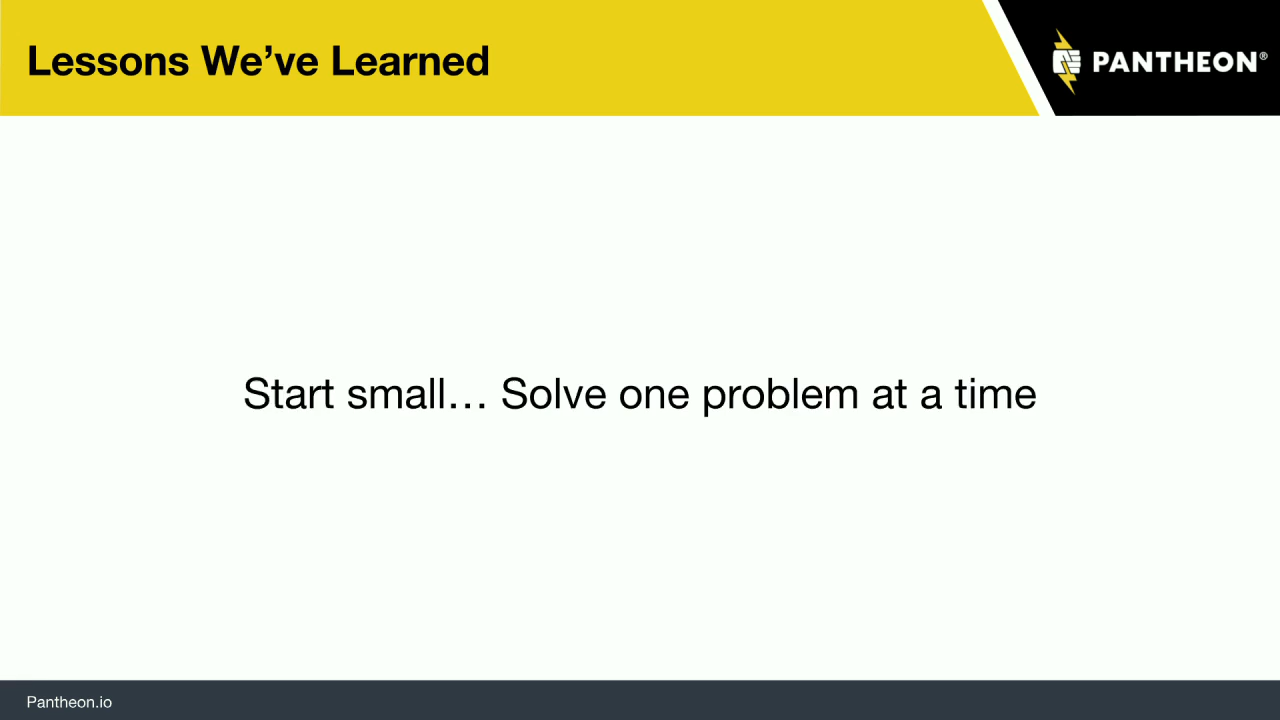 Lessons We’ve Learned
PANTHEON®
Start small… Solve one problem at a time
Pantheon.io